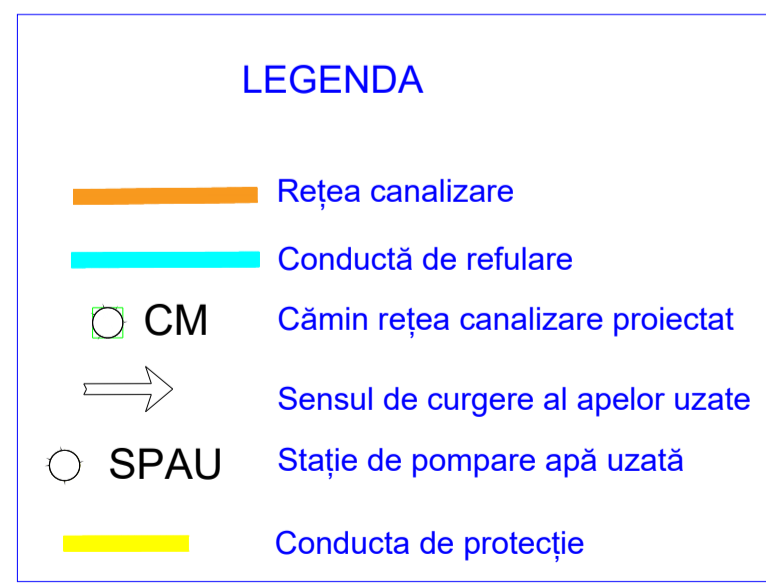 LEGENDA
Rețea canalizare
Conductă de refulare
CM Cămin rețea canalizare proiectat
Sensul de curgere al apelor uzate
SPAU Stație de pompare apă uzată
Conducta de protecție